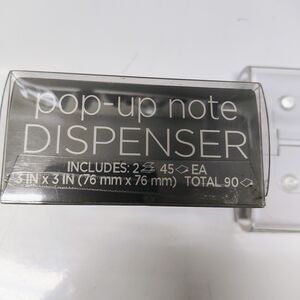 pop-up note
DISPENSER
INCLUDES: 2 45 EA
3 IN x 3 IN (76 mm x 76 mm) TOTAL 90